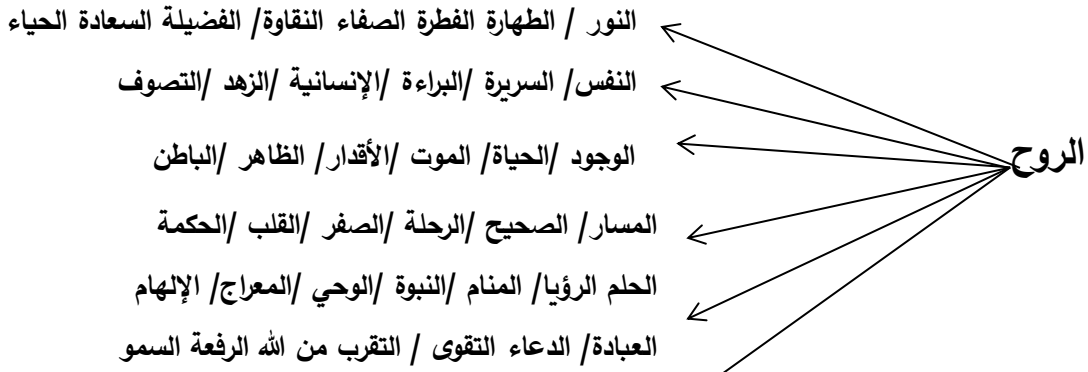 النور / الطهارة الفطرة الصفاء النقاوة/ الفضيلة السعادة الحياء
النفس/ السريرة /البراءة /الإنسانية /الزهد /التصوف
الروح
الوجود /الحياة/ الموت /الأقدار/ الظاهر /الباطن
المسار/ الصحيح /الرحلة /الصفر /القلب /الحكمة
الحلم الرؤيا/ المنام /النبوة /الوحي /المعراج/ الإلهام
العبادة/ الدعاء التقوى / التقرب من الله الرفعة السمو